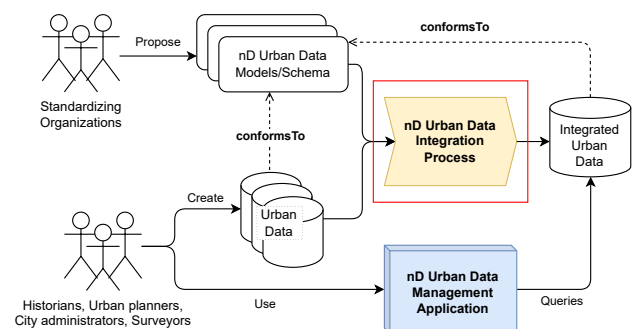 conformsTo
Propose
nD Urban Data
Models/Schema
Standardizing
Organizations
nD Urban Data
Integration
Process
Integrated
Urban
Data
conformsTo
Create
Urban
Data
nD Urban Data
Management
Application
Historians, Urban planners,
City administrators, Surveyors
Use
Queries